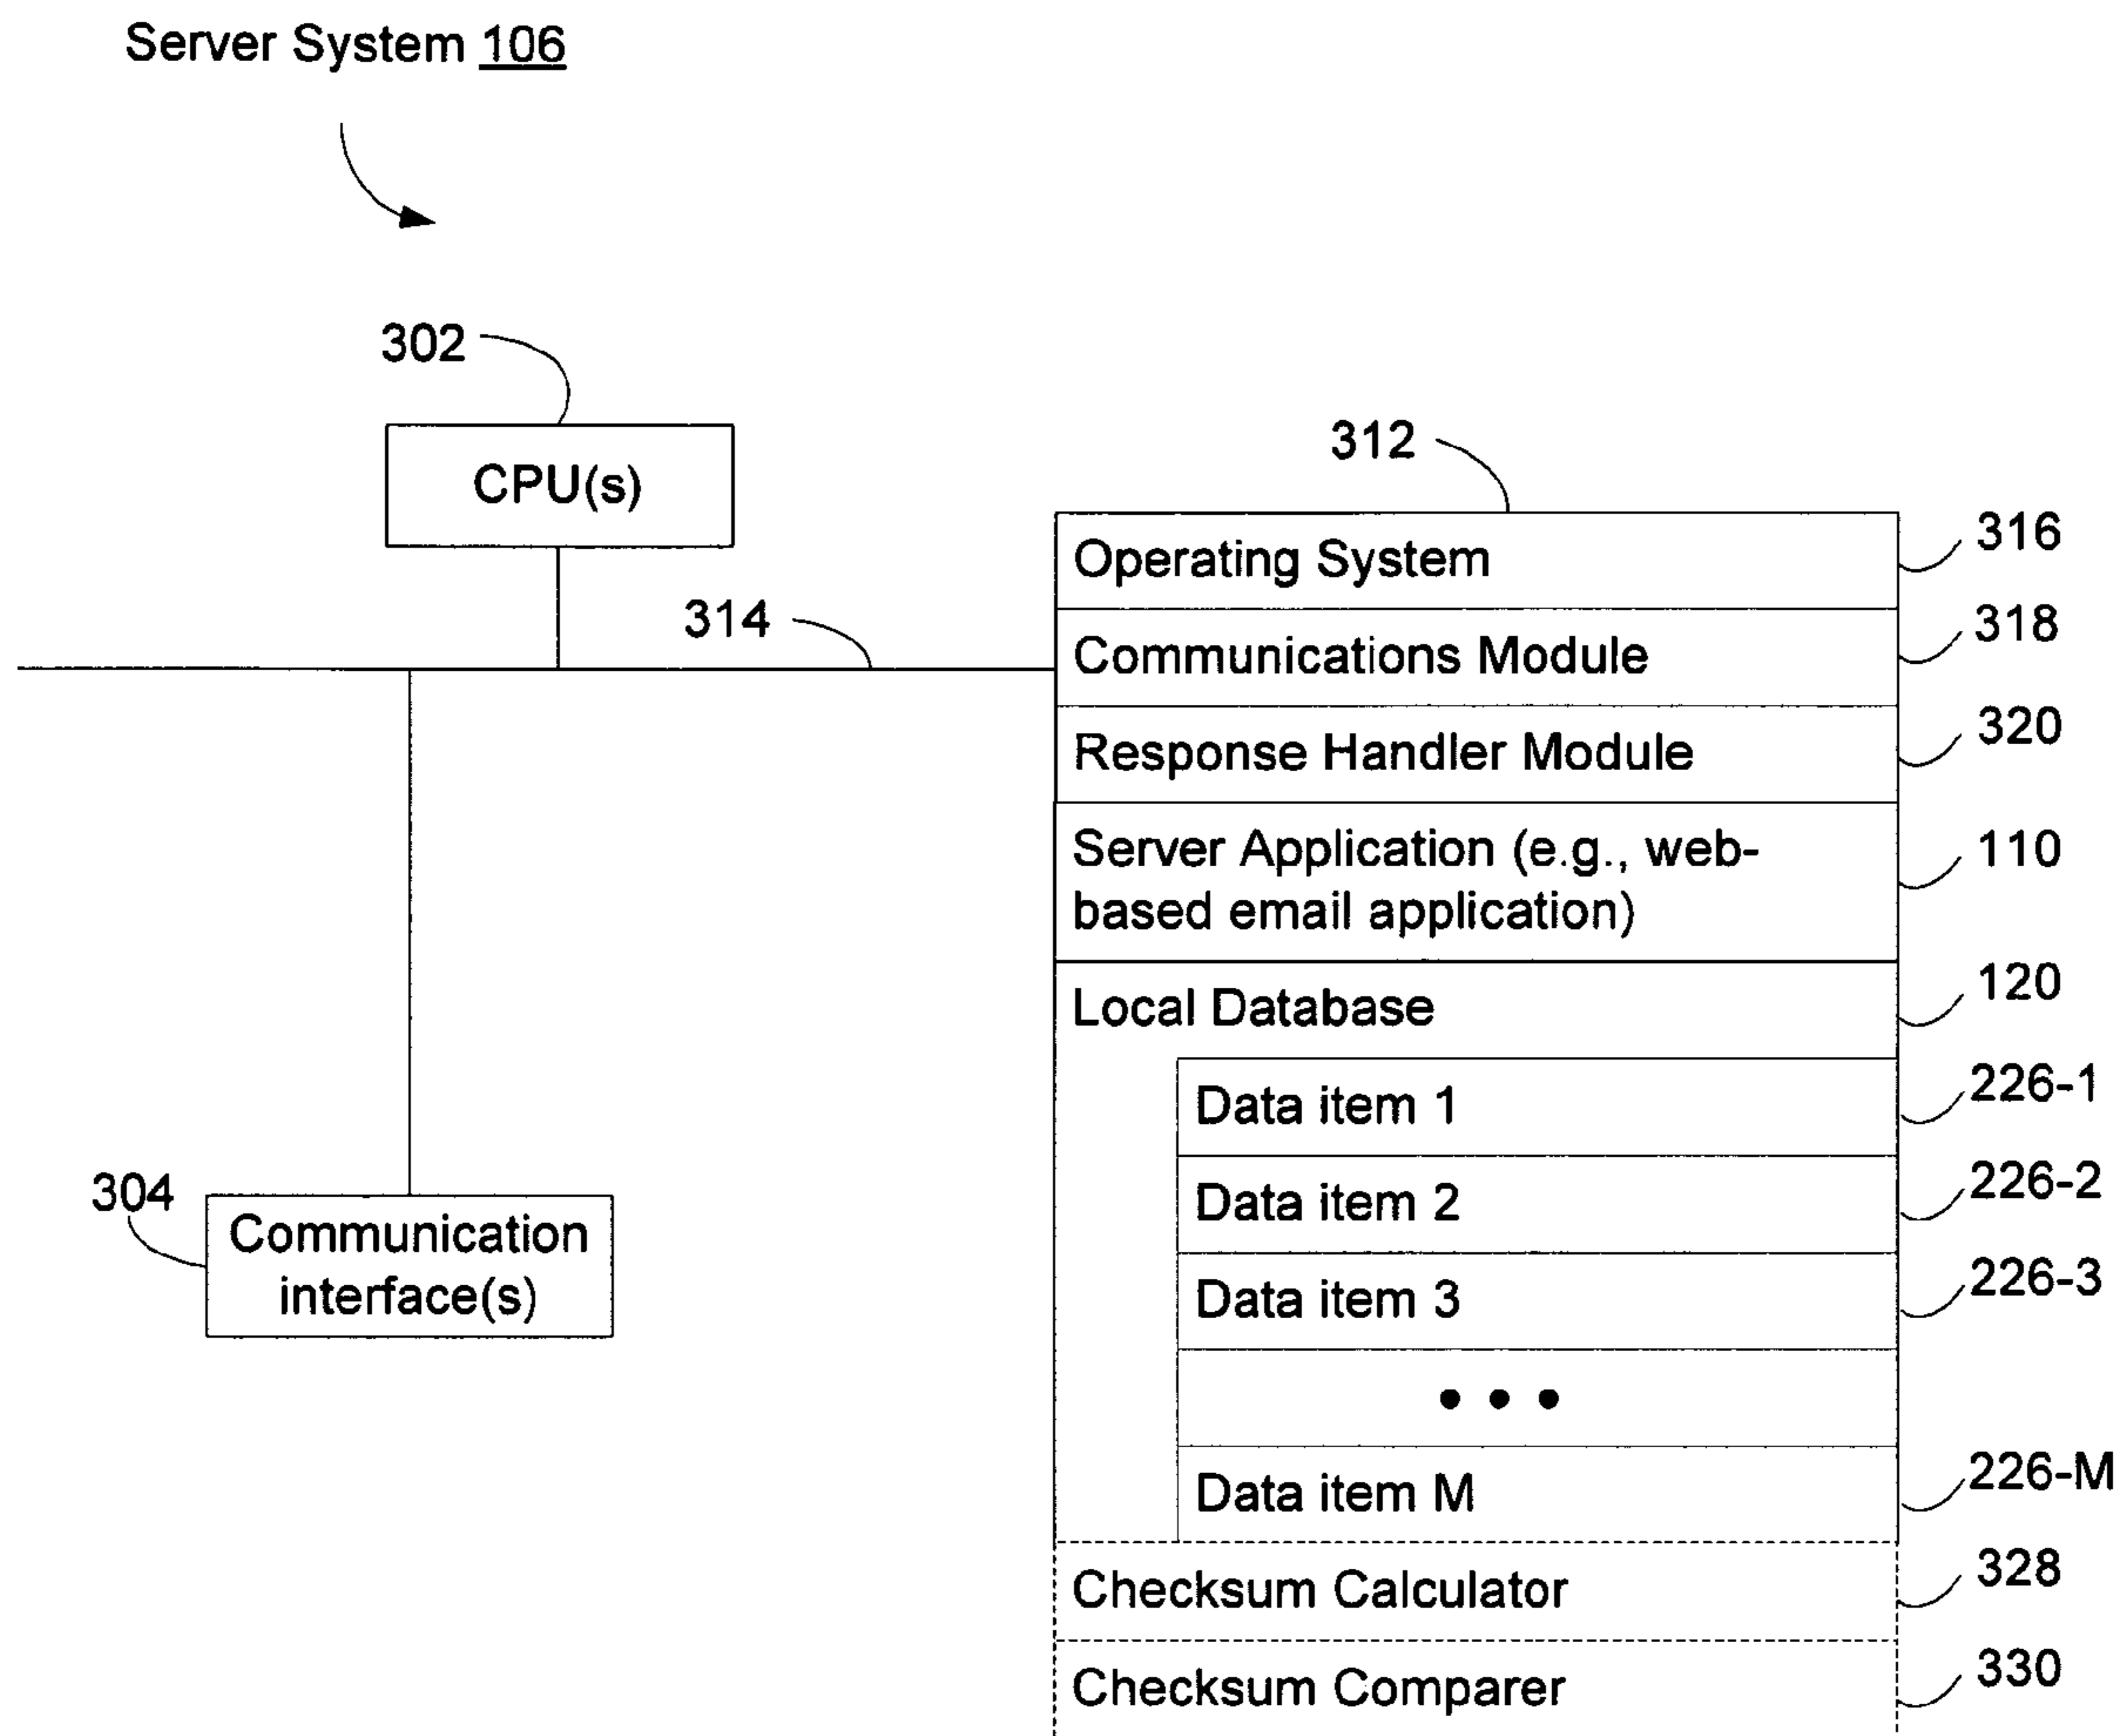 Server System 106
302
CPU(s)
312
314
Operating System
316
Communications Module
318
Response Handler Module
320
Server Application (e.g., web-
based email application)
110
Local Database
120
Data item 1
226-1
Data item 2
226-2
Data item 3
226-3
• • •
Data item M
226-M
304
Communication
interface(s)
Checksum Calculator
328
Checksum Comparer
330